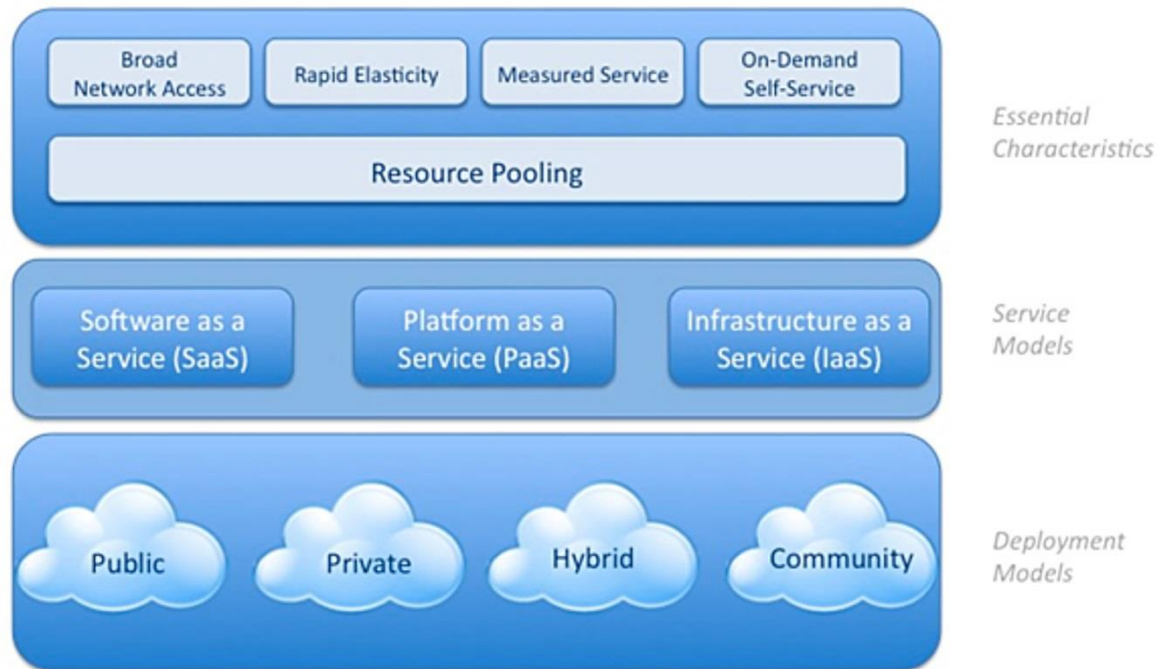 Broad
Network Access
Rapid Elasticity
Measured Service
On-Demand
Self-Service
Resource Pooling
Essential
Characteristics
Software as a
Service (SaaS)
Platform as a
Service (PaaS)
Infrastructure as a
Service (IaaS)
Service
Models
Public
Private
Hybrid
Community
Deployment
Models